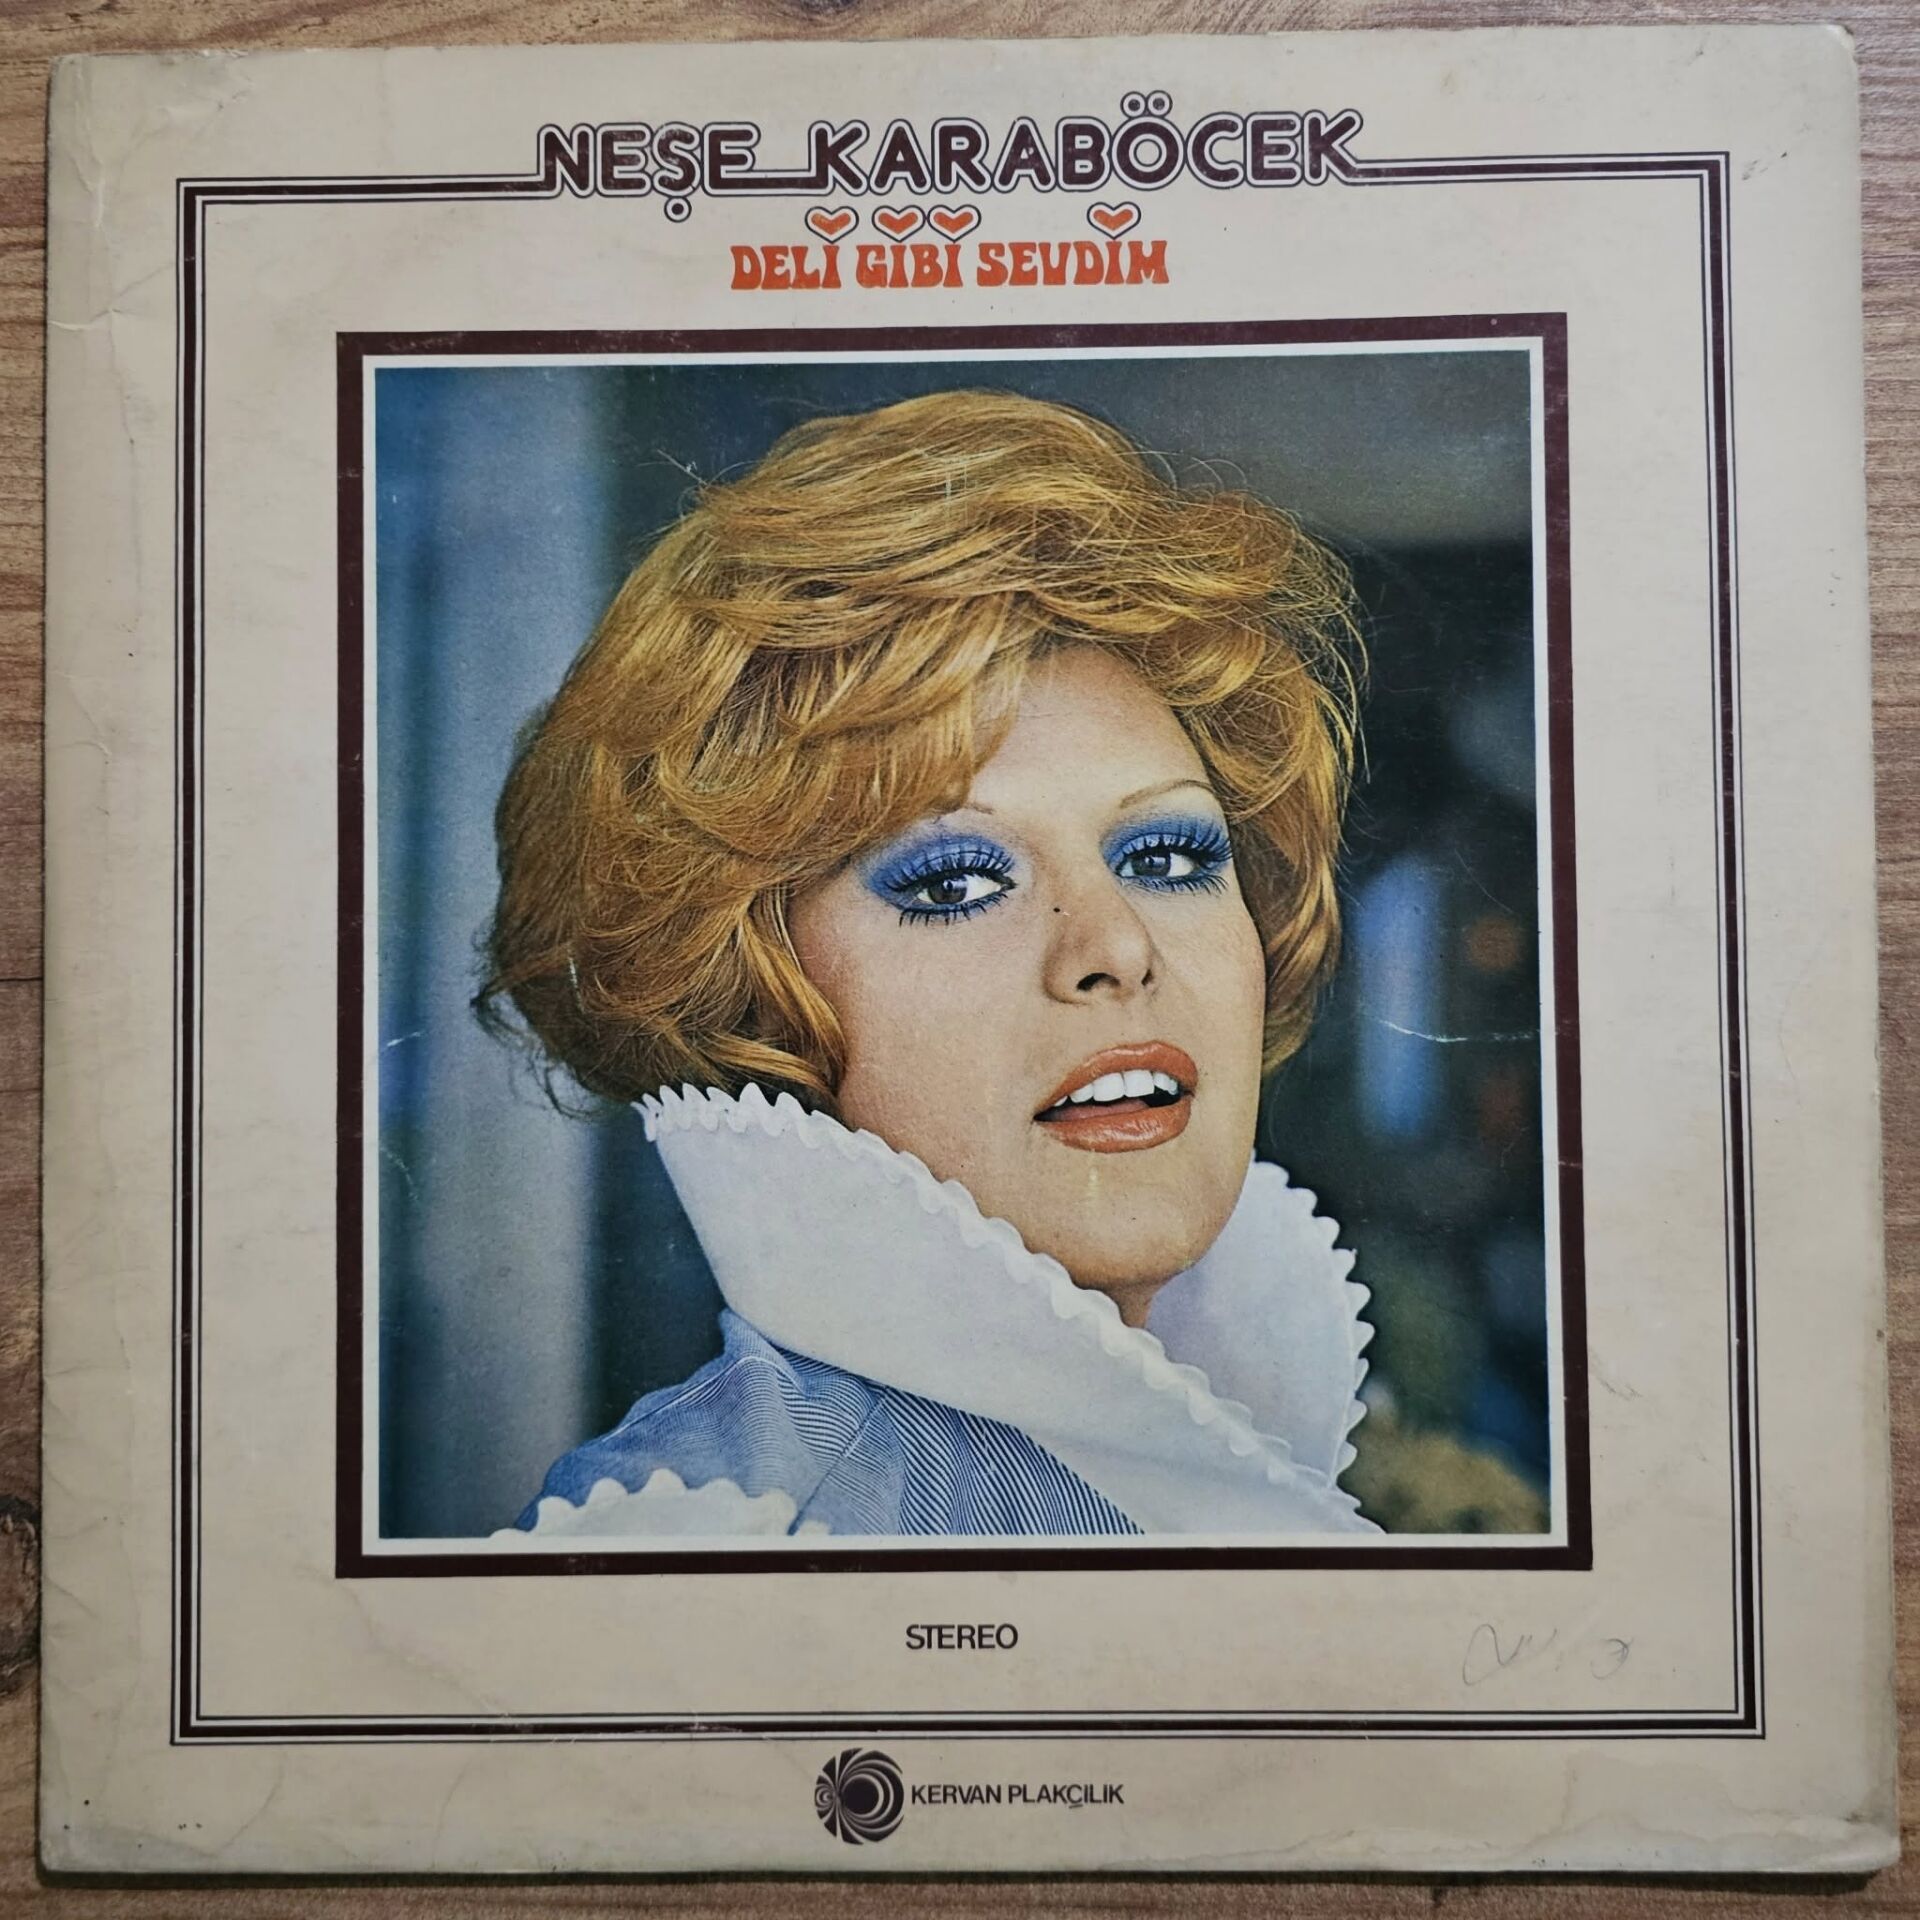 NEŞE KARABÖCEK
DELİ GİBİ SEVDİM
STEREO
KERVAN PLAKÇILIK